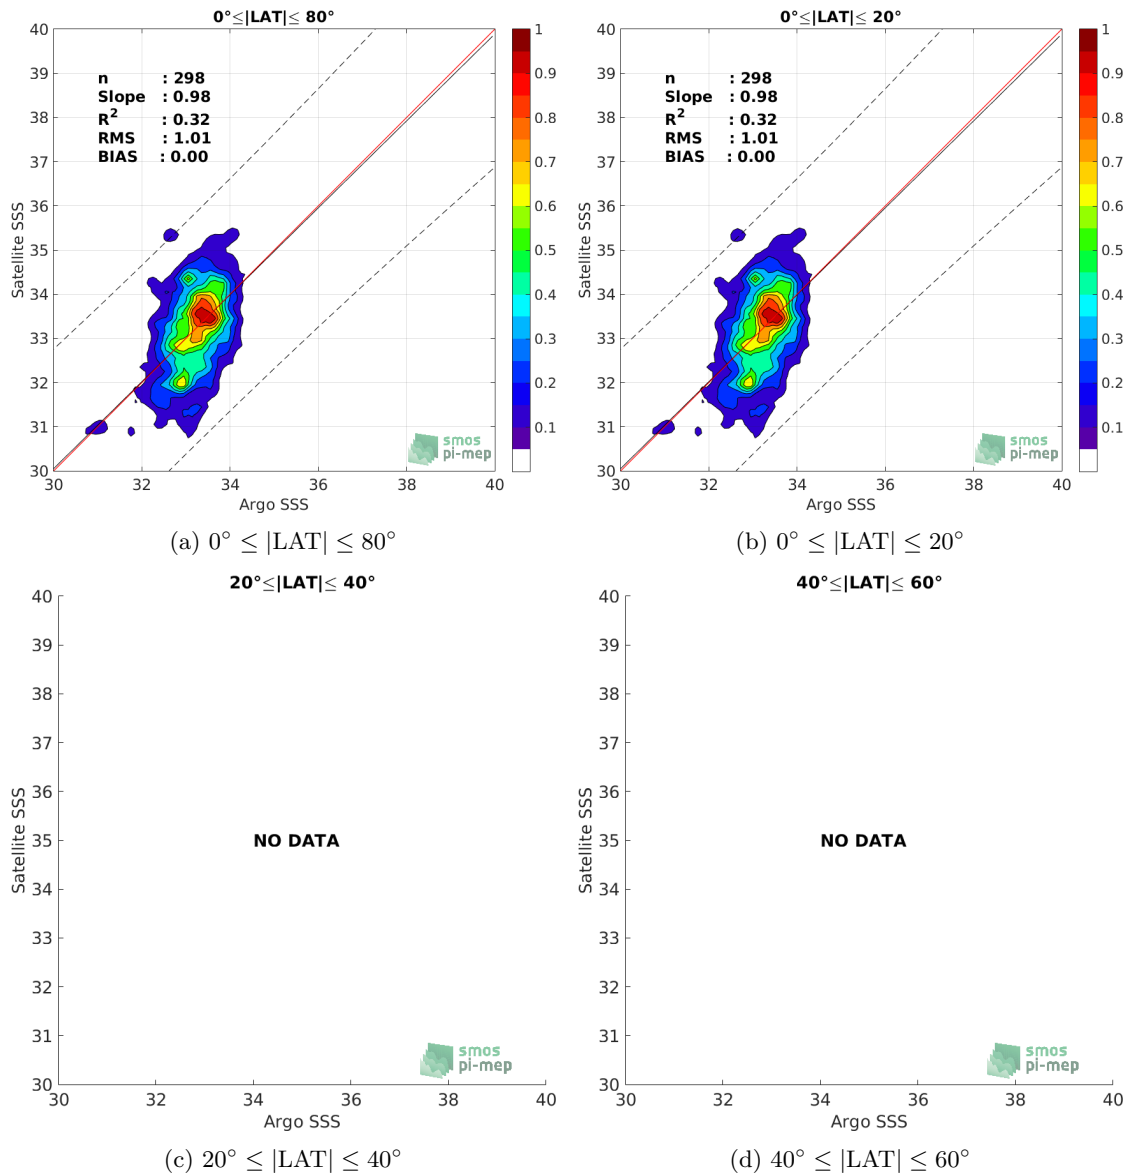 0°≤|LAT|≤ 80°
40
39
38
37
36
35
34
33
32
31
30
Satellite SSS
n : 298
Slope : 0.98
R² : 0.32
RMS : 1.01
BIAS : 0.00
smos
pi-mep
30 32 34 36 38 40
Argo SSS
1
0.9
0.8
0.7
0.6
0.5
0.4
0.3
0.2
0.1
(a) 0° ≤ |LAT| ≤ 80°
0°≤|LAT|≤ 20°
40
39
38
37
36
35
34
33
32
31
30
Satellite SSS
n : 298
Slope : 0.98
R² : 0.32
RMS : 1.01
BIAS : 0.00
smos
pi-mep
30 32 34 36 38 40
Argo SSS
1
0.9
0.8
0.7
0.6
0.5
0.4
0.3
0.2
0.1
(b) 0° ≤ |LAT| ≤ 20°
20°≤|LAT|≤ 40°
40
39
38
37
36
35
34
33
32
31
30
Satellite SSS
NO DATA
smos
pi-mep
30 32 34 36 38 40
Argo SSS
(c) 20° ≤ |LAT| ≤ 40°
40°≤|LAT|≤ 60°
40
39
38
37
36
35
34
33
32
31
30
Satellite SSS
NO DATA
smos
pi-mep
30 32 34 36 38 40
Argo SSS
(d) 40° ≤ |LAT| ≤ 60°